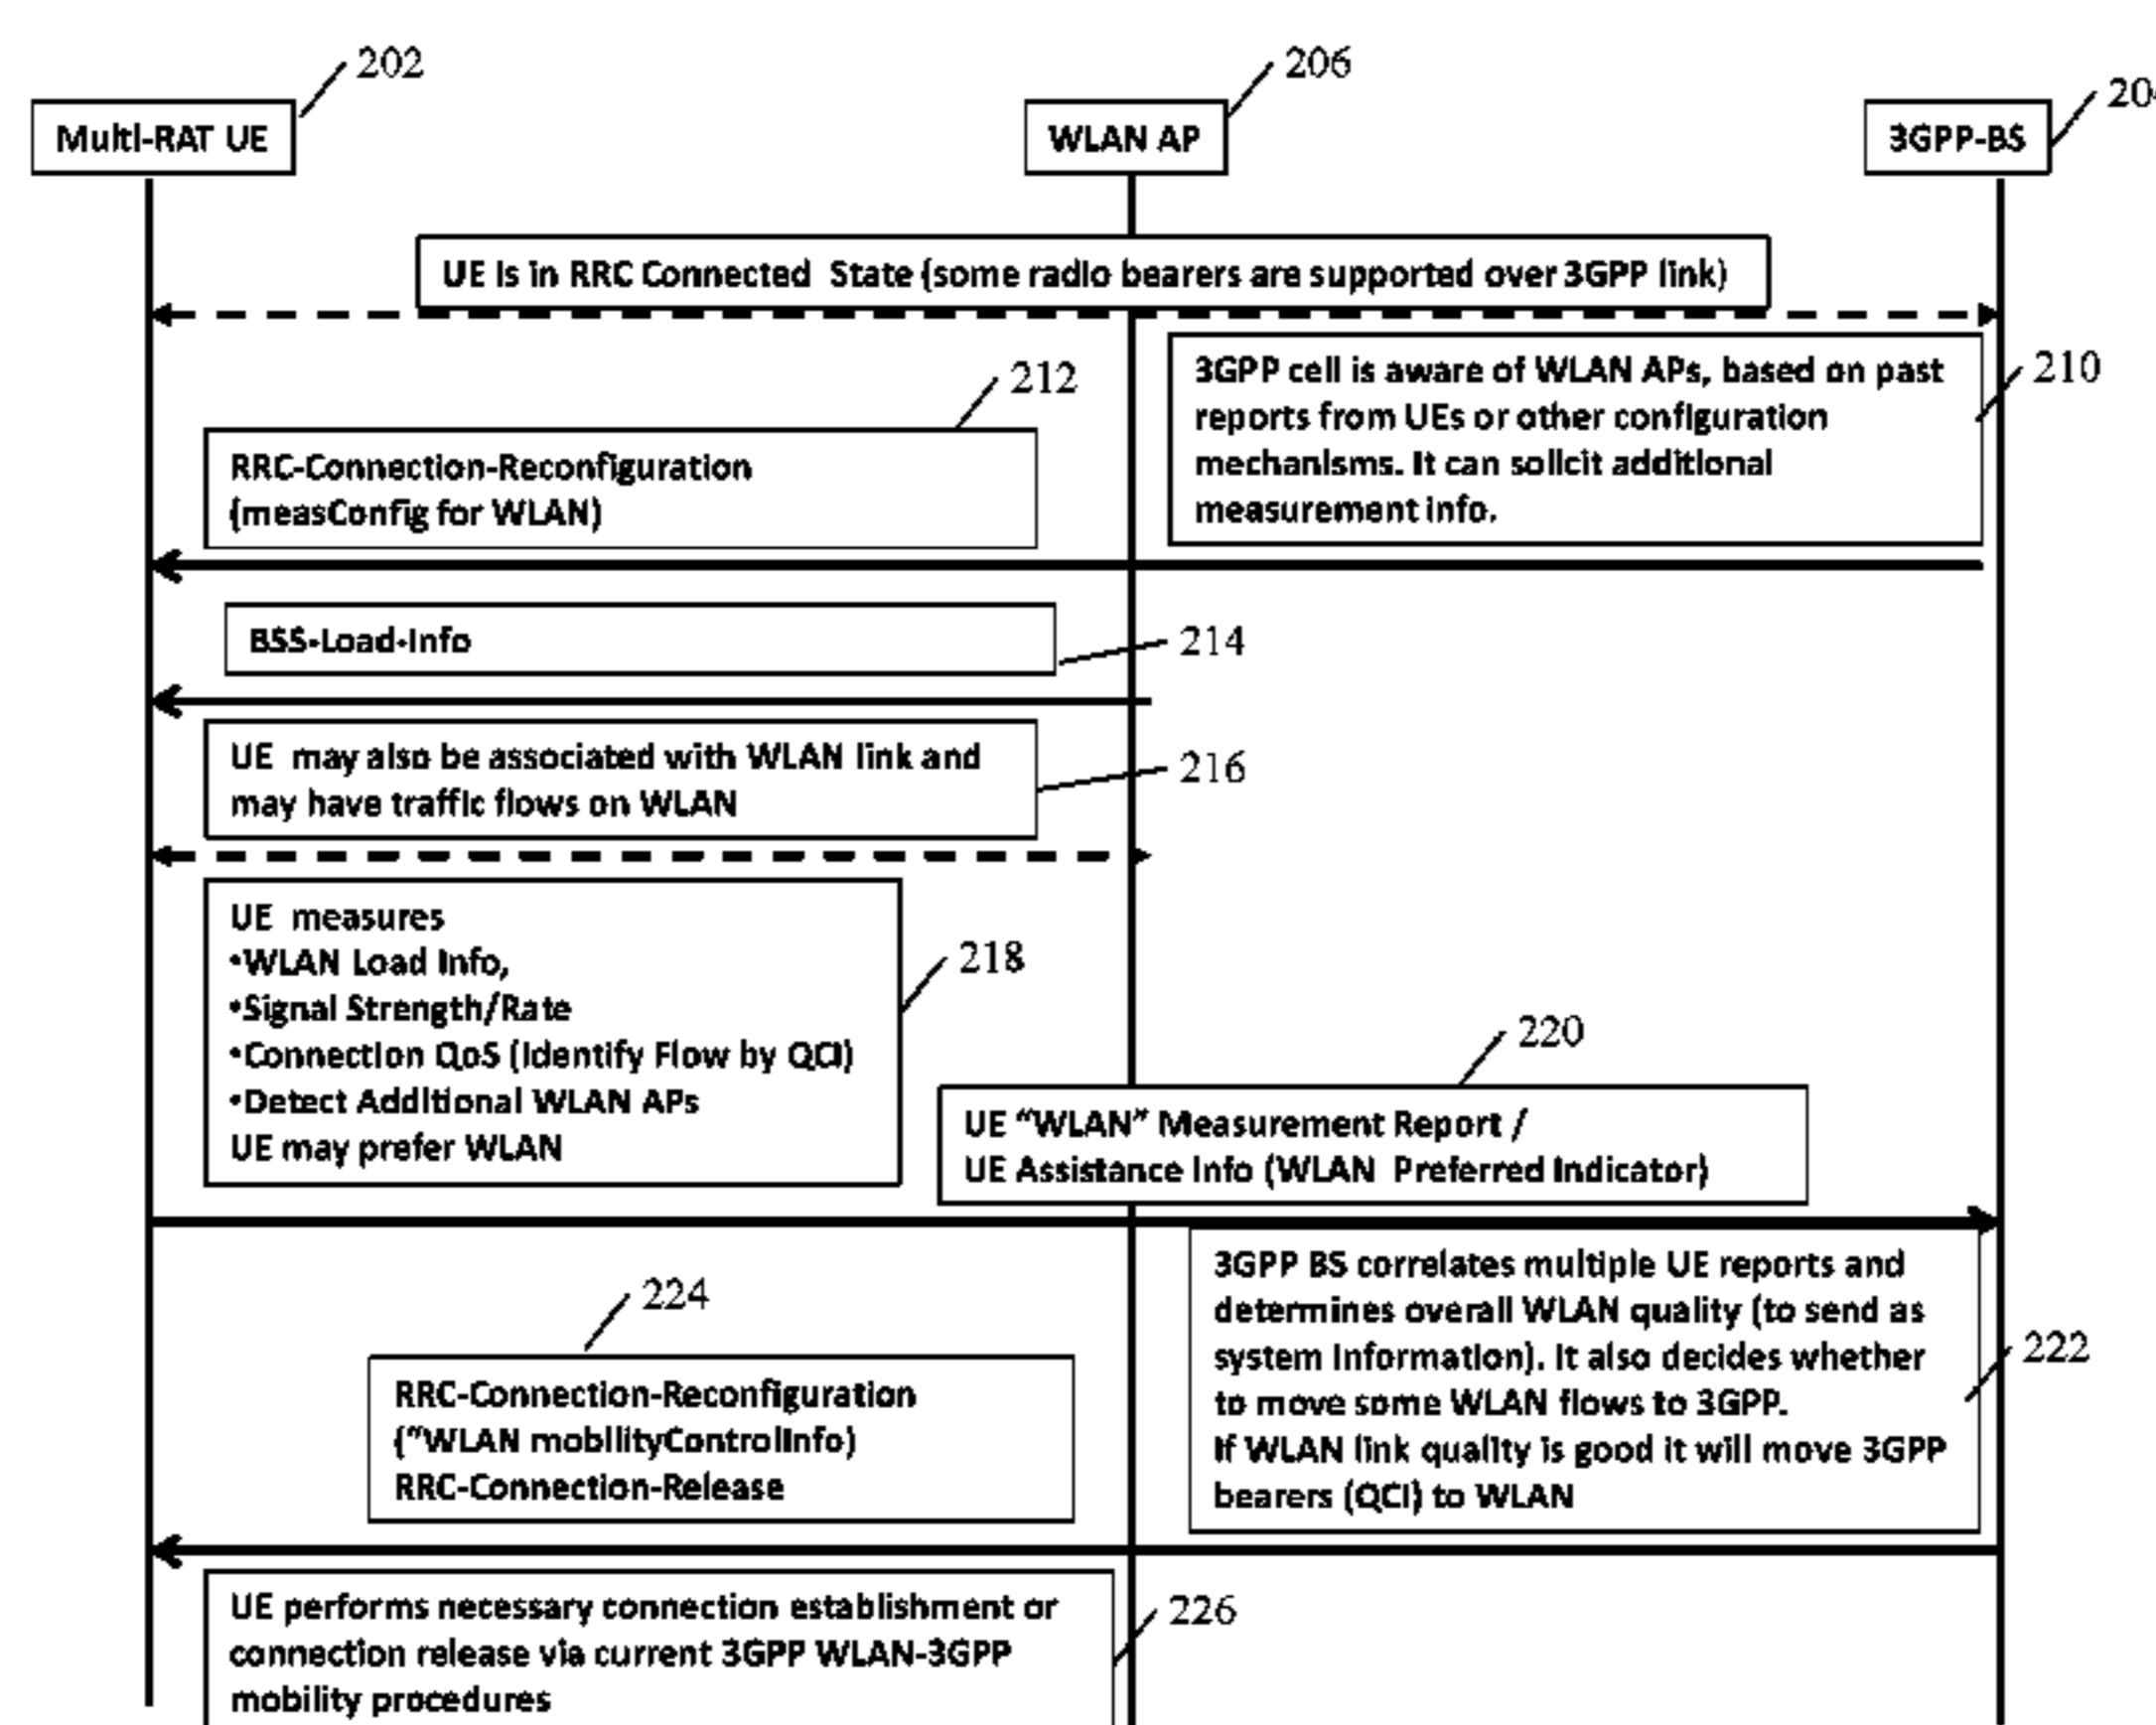 202
206
Multi-RAT UE
WLAN AP
3GPP-BS
UE is in RRC Connected State (some radio bearers are supported over 3GPP link)
212
3GPP cell is aware of WLAN APs, based on past
reports from UEs or other configuration
mechanisms. It can solicit additional
measurement info.
210
RRC-Connection-Reconfiguration
(measConfig for WLAN)
BSS-Load-Info
214
UE may also be associated with WLAN link and
may have traffic flows on WLAN
216
UE measures
•WLAN Load Info,
•Signal Strength/Rate
•Connection QoS (Identify Flow by QCI)
•Detect Additional WLAN APs
UE may prefer WLAN
218
220
UE “WLAN” Measurement Report /
UE Assistance Info (WLAN Preferred Indicator)
3GPP BS correlates multiple UE reports and
determines overall WLAN quality (to send as
system information). It also decides whether
to move some WLAN flows to 3GPP.
If WLAN link quality is good it will move 3GPP
bearers (QCI) to WLAN
222
224
RRC-Connection-Reconfiguration
(“WLAN mobilityControlInfo)
RRC-Connection-Release
UE performs necessary connection establishment or
connection release via current 3GPP WLAN-3GPP
mobility procedures
226